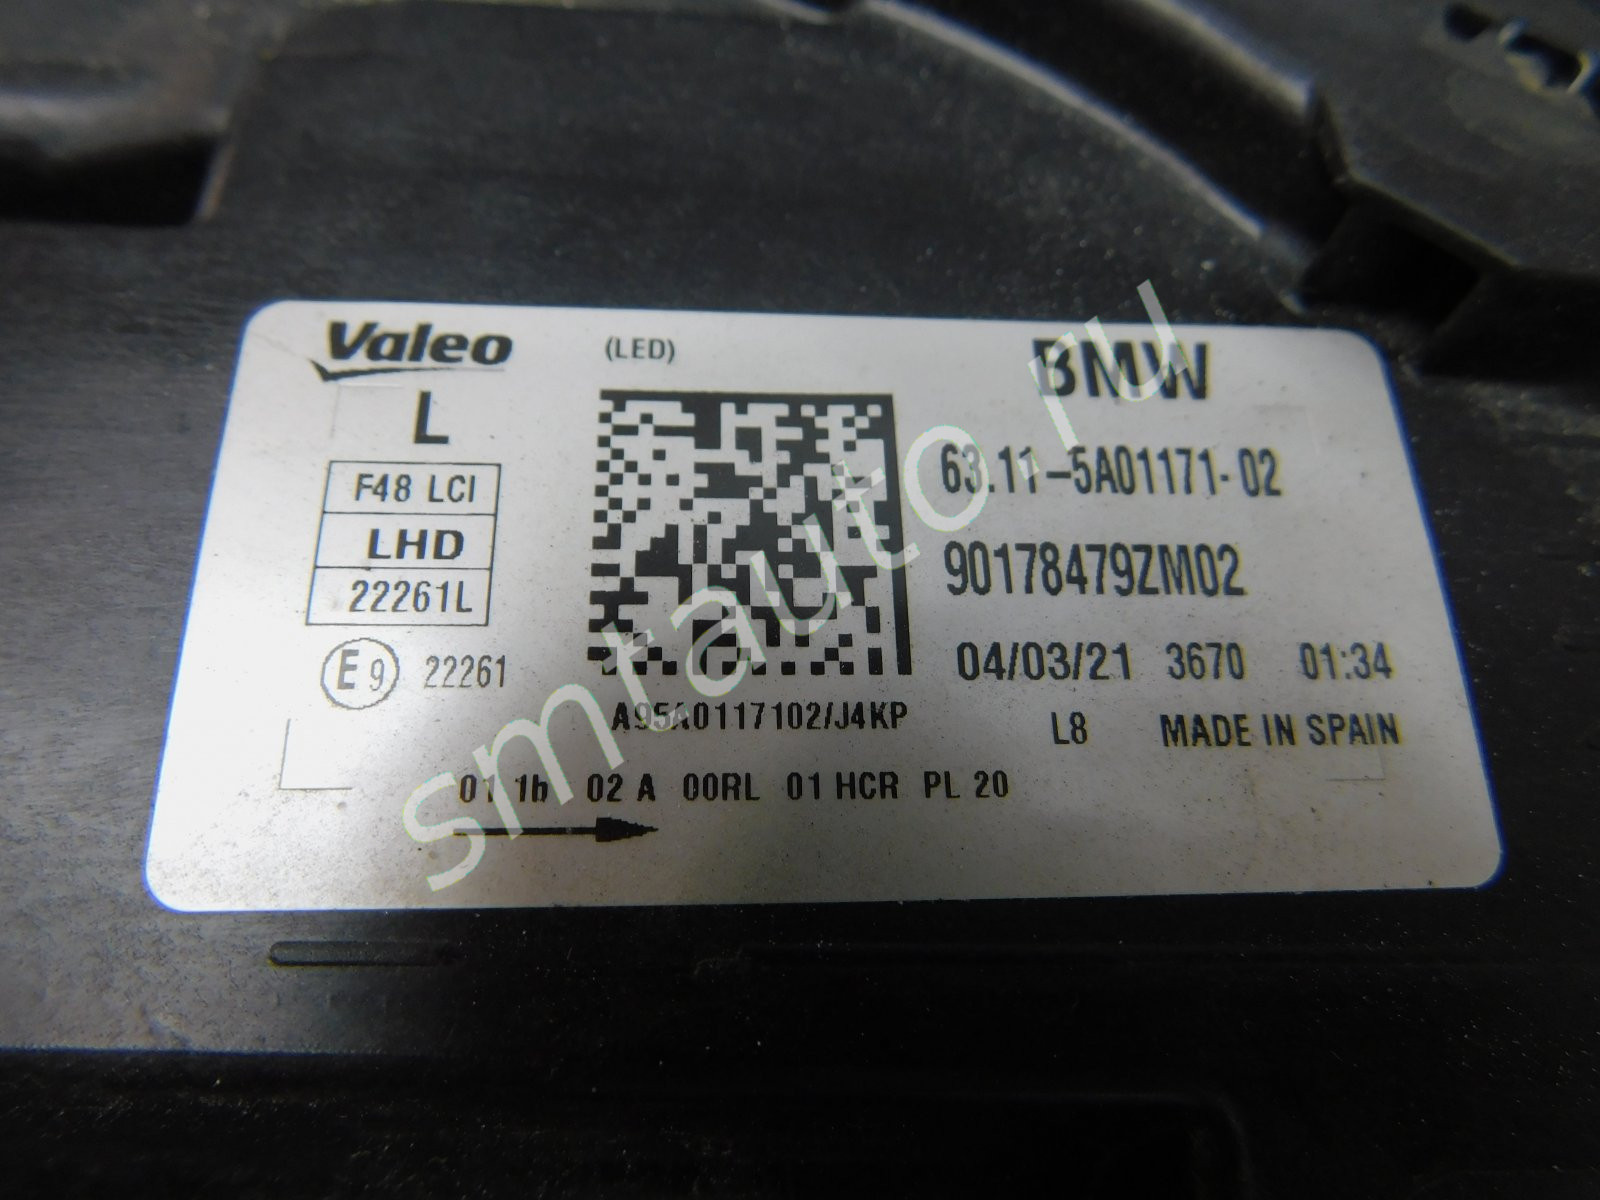 Valeo (LED) BMW
L
F48 LCI
LHD
22261L
E9 22261
63.11-5A01171-02
90178479ZM02
04/03/21 3670 01:34
A95A0117102/J4KP
L8 MADE IN SPAIN
01 1b 02 A 00RL 01 HCR PL 20
smtauto.ru